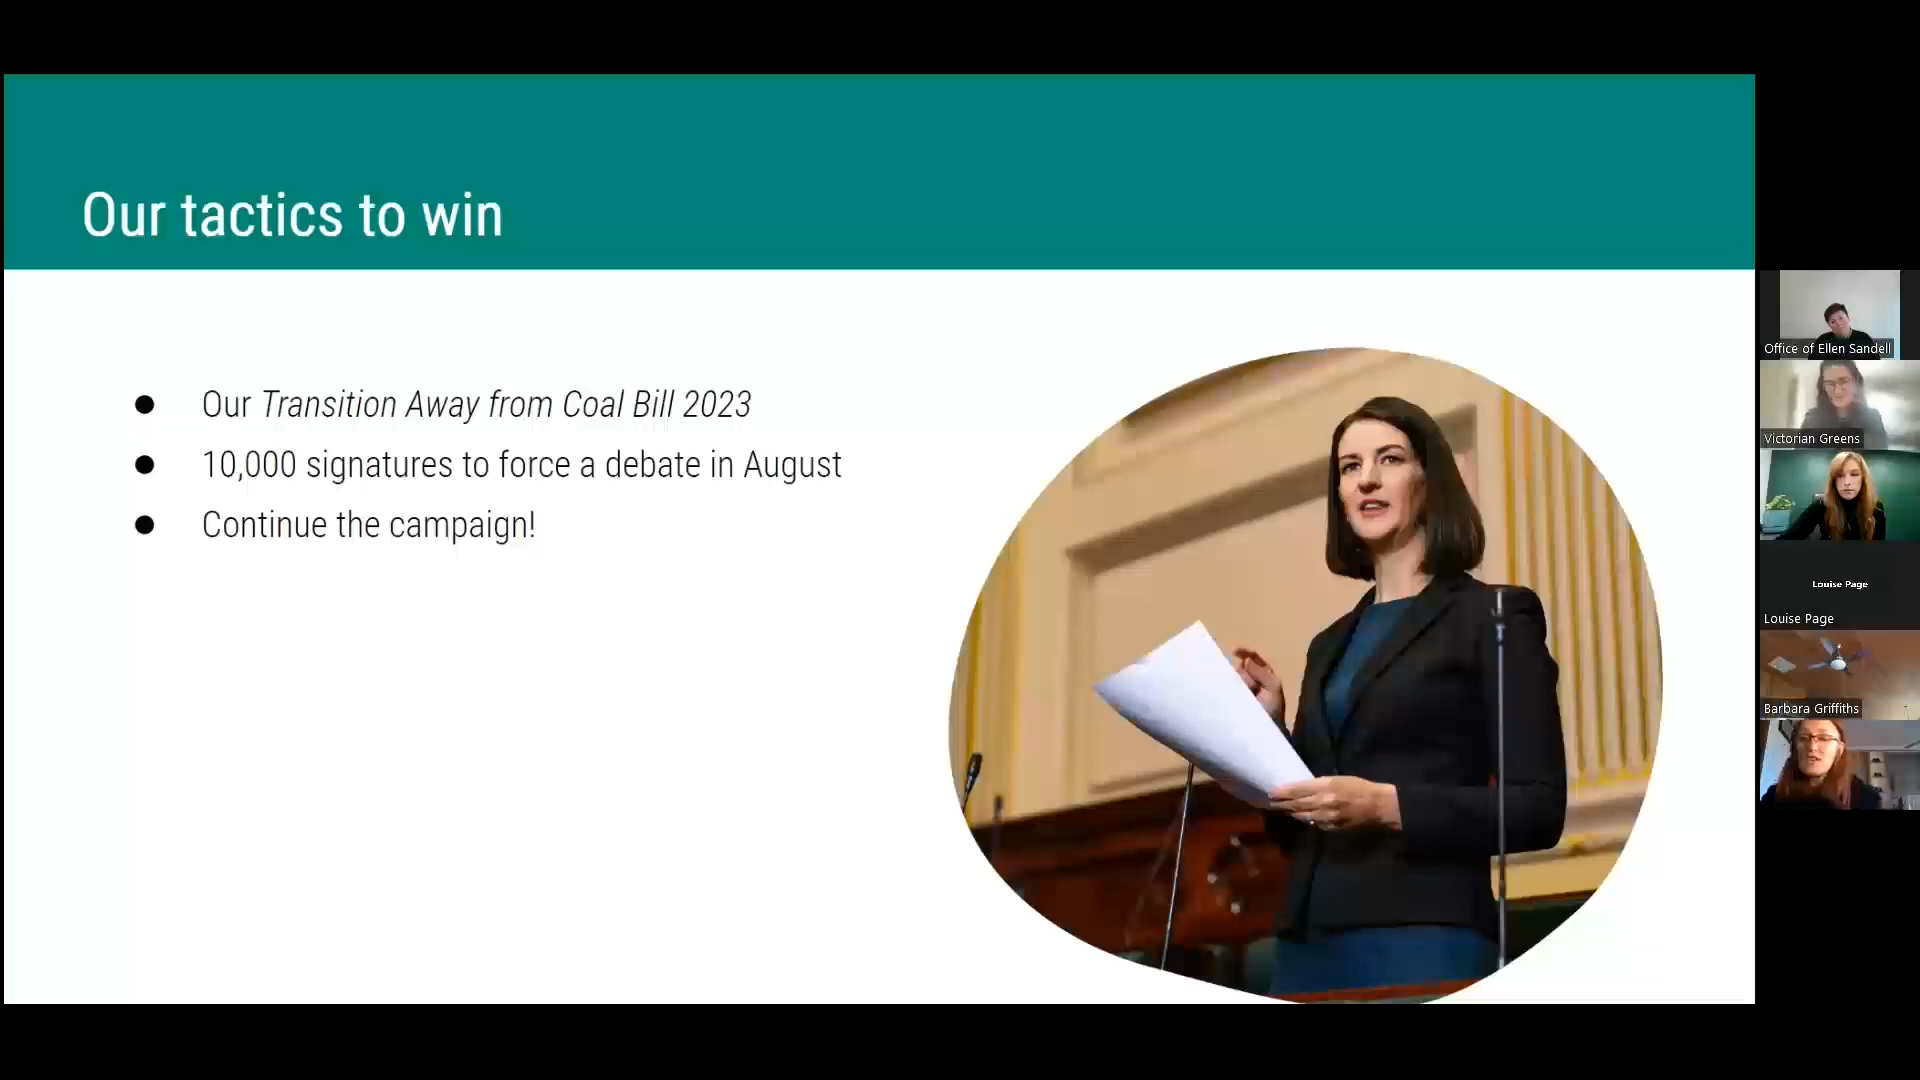 Our tactics to win
● Our Transition Away from Coal Bill 2023
● 10,000 signatures to force a debate in August
● Continue the campaign!
Office of Ellen Sandell
Victorian Greens
Louise Page
Louise Page
Barbara Griffiths